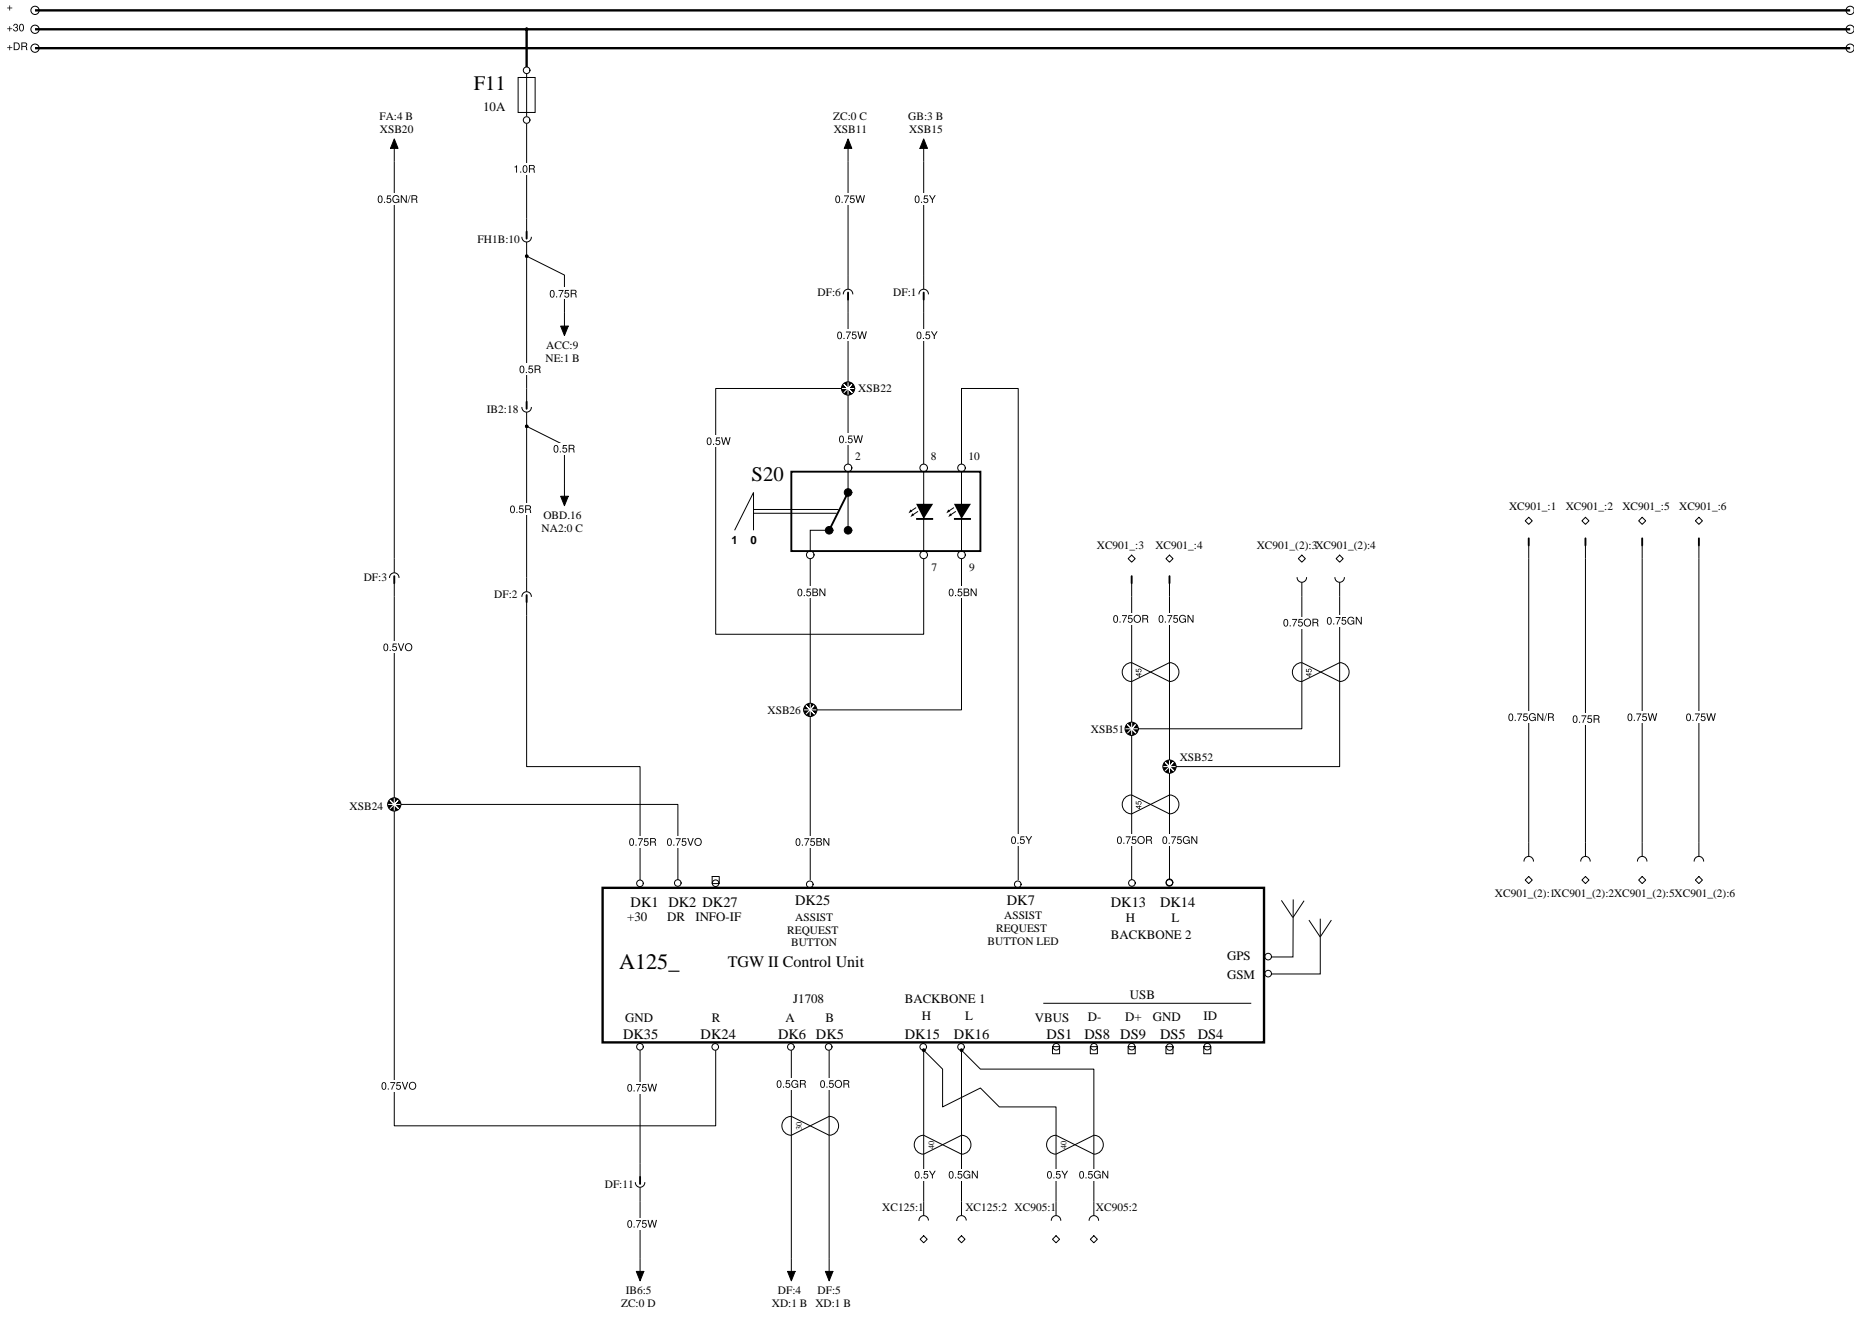 +
+30
+DR
F11
10A
FA:4 B
XSB20
ZC:0 C
XSB11
GB:3 B
XSB15
1.0R
0.5GN/R
0.75W
0.5Y
FH1B:10
0.75R
DF:6
DF:1
0.75W
0.5Y
ACC:9
NE:1 B
0.5R
XSB22
IB2:18
0.5R
0.5W
0.5W
2
8
10
S20
0.5R
OBD.16
NA2:0 C
1 0
XC901_:1
XC901_:2
XC901_:5
XC901_:6
XC901_:3
XC901_:4
XC901_(2):3
XC901_(2):4
7
9
DF:3
DF:2
0.5BN
0.5BN
0.75OR
0.75GN
0.75OR
0.75GN
0.5VO
45
45
XSB26
0.75GN/R
0.75R
0.75W
0.75W
XSB51
XSB52
XSB24
45
0.75R
0.75VO
0.75BN
0.5Y
0.75OR
0.75GN
XC901_(2):1
XC901_(2):2
XC901_(2):5
XC901_(2):6
DK1
DK2
DK27
DK25
DK7
DK13
DK14
+30
DR
INFO-IF
ASSIST
REQUEST
BUTTON
ASSIST
REQUEST
BUTTON LED
H
L
BACKBONE 2
A125_
TGW II Control Unit
GPS
GSM
J1708
BACKBONE 1
USB
GND
R
A
B
H
L
VBUS
D-
D+
GND
ID
DK35
DK24
DK6
DK5
DK15
DK16
DS1
DS8
DS9
DS5
DS4
0.75VO
0.75W
0.5GR
0.5OR
30
40
40
0.5Y
0.5GN
0.5Y
0.5GN
DF:11
XC125:1
XC125:2
XC905:1
XC905:2
0.75W
IB6:5
ZC:0 D
DF:4
XD:1 B
DF:5
XD:1 B